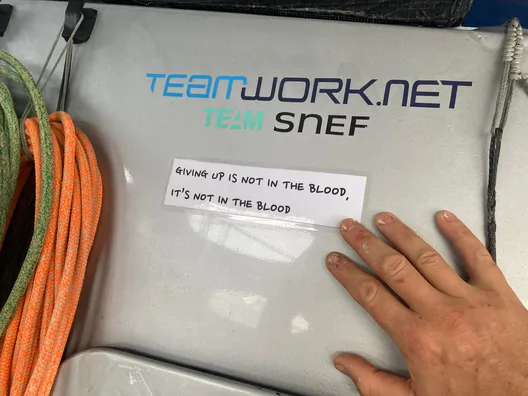 TEAMWORK.NET
TEAM SNEF
GIVING UP IS NOT IN THE BLOOD,
IT'S NOT IN THE BLOOD